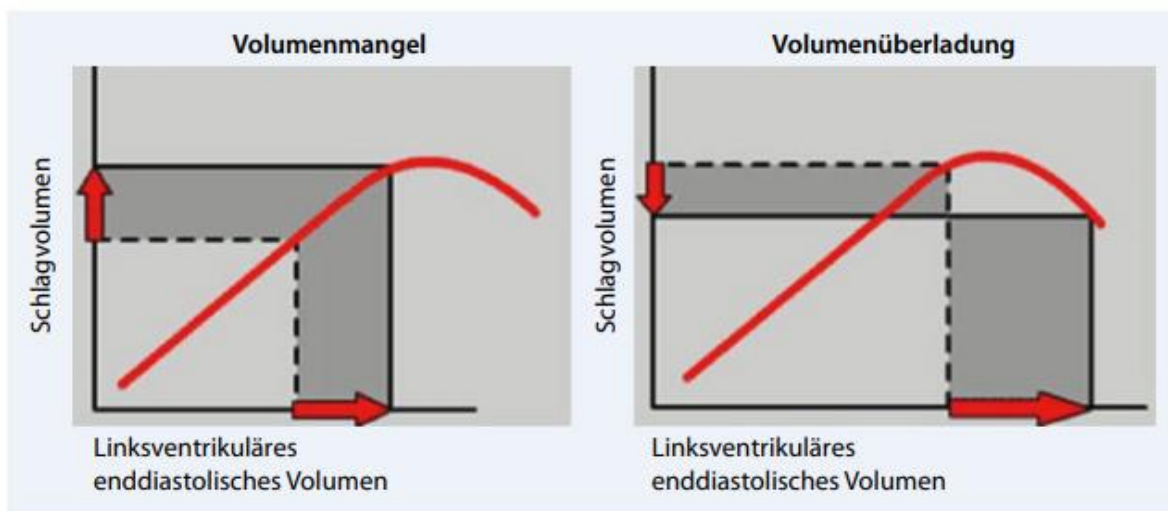 Volumenmangel
Schlagvolumen
Linksventrikuläres
enddiastolisches Volumen
Volumenüberladung
Schlagvolumen
Linksventrikuläres
enddiastolisches Volumen